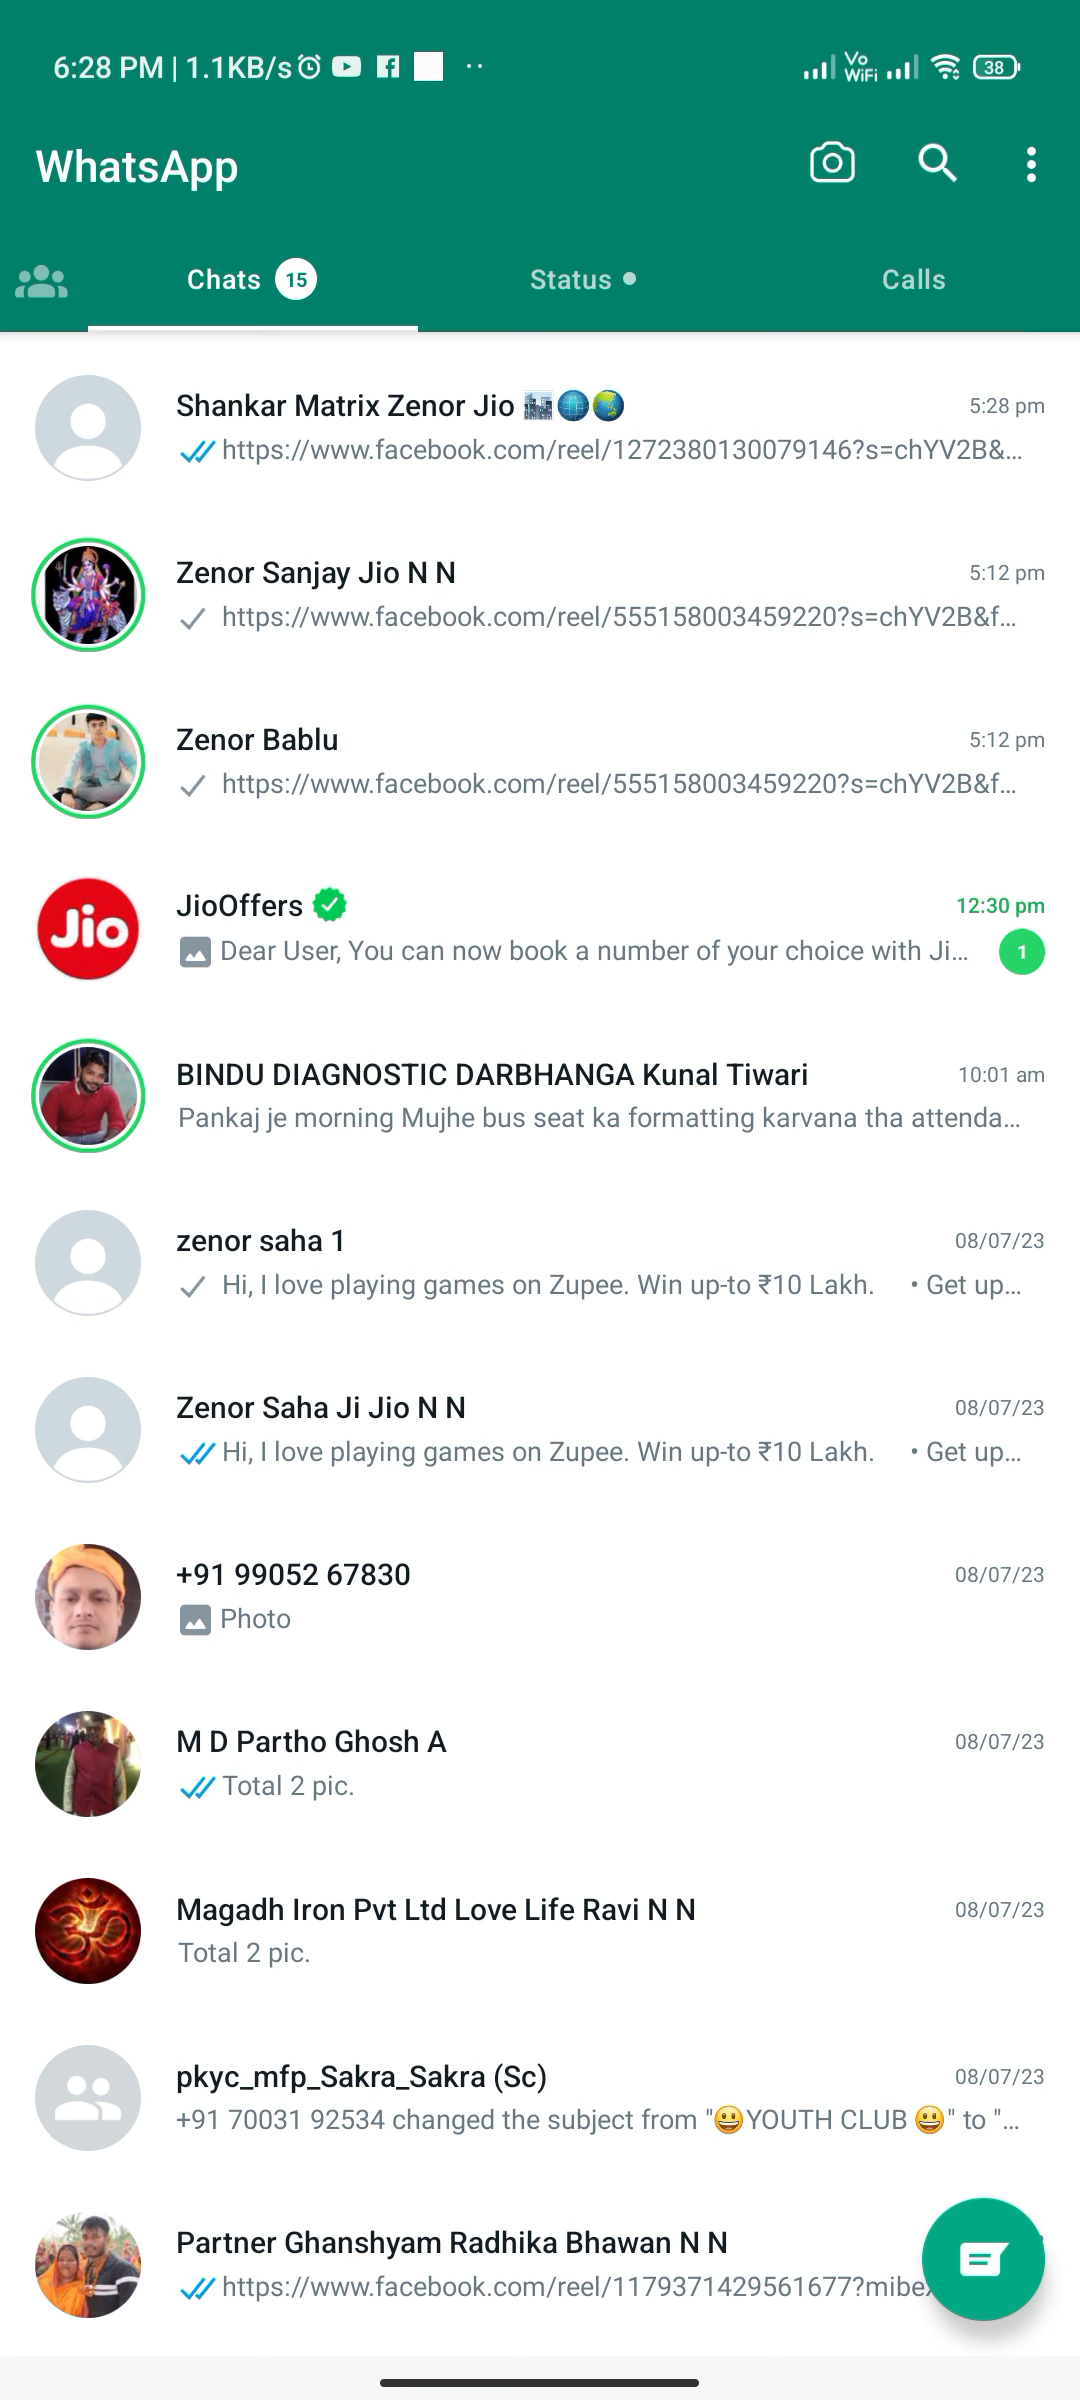 6:28 PM | 1.1KB/s
Vo WiFi
38
WhatsApp
Chats 15
Status
Calls
Shankar Matrix Zenor Jio 🏙️🌐🌏 5:28 pm
https://www.facebook.com/reel/1272380130079146?s=chYV2B&...
Zenor Sanjay Jio N N 5:12 pm
https://www.facebook.com/reel/555158003459220?s=chYV2B&f...
Zenor Bablu 5:12 pm
https://www.facebook.com/reel/555158003459220?s=chYV2B&f...
Jio
JioOffers 12:30 pm
Dear User, You can now book a number of your choice with Ji... 1
BINDU DIAGNOSTIC DARBHANGA Kunal Tiwari 10:01 am
Pankaj je morning Mujhe bus seat ka formatting karvana tha attenda...
zenor saha 1 08/07/23
Hi, I love playing games on Zupee. Win up-to ₹10 Lakh. • Get up...
Zenor Saha Ji Jio N N 08/07/23
Hi, I love playing games on Zupee. Win up-to ₹10 Lakh. • Get up...
+91 99052 67830 08/07/23
Photo
M D Partho Ghosh A 08/07/23
Total 2 pic.
Magadh Iron Pvt Ltd Love Life Ravi N N 08/07/23
Total 2 pic.
pkyc_mfp_Sakra_Sakra (Sc) 08/07/23
+91 70031 92534 changed the subject from "😃YOUTH CLUB 😃" to "...
Partner Ghanshyam Radhika Bhawan N N
https://www.facebook.com/reel/1179371429561677?mibex